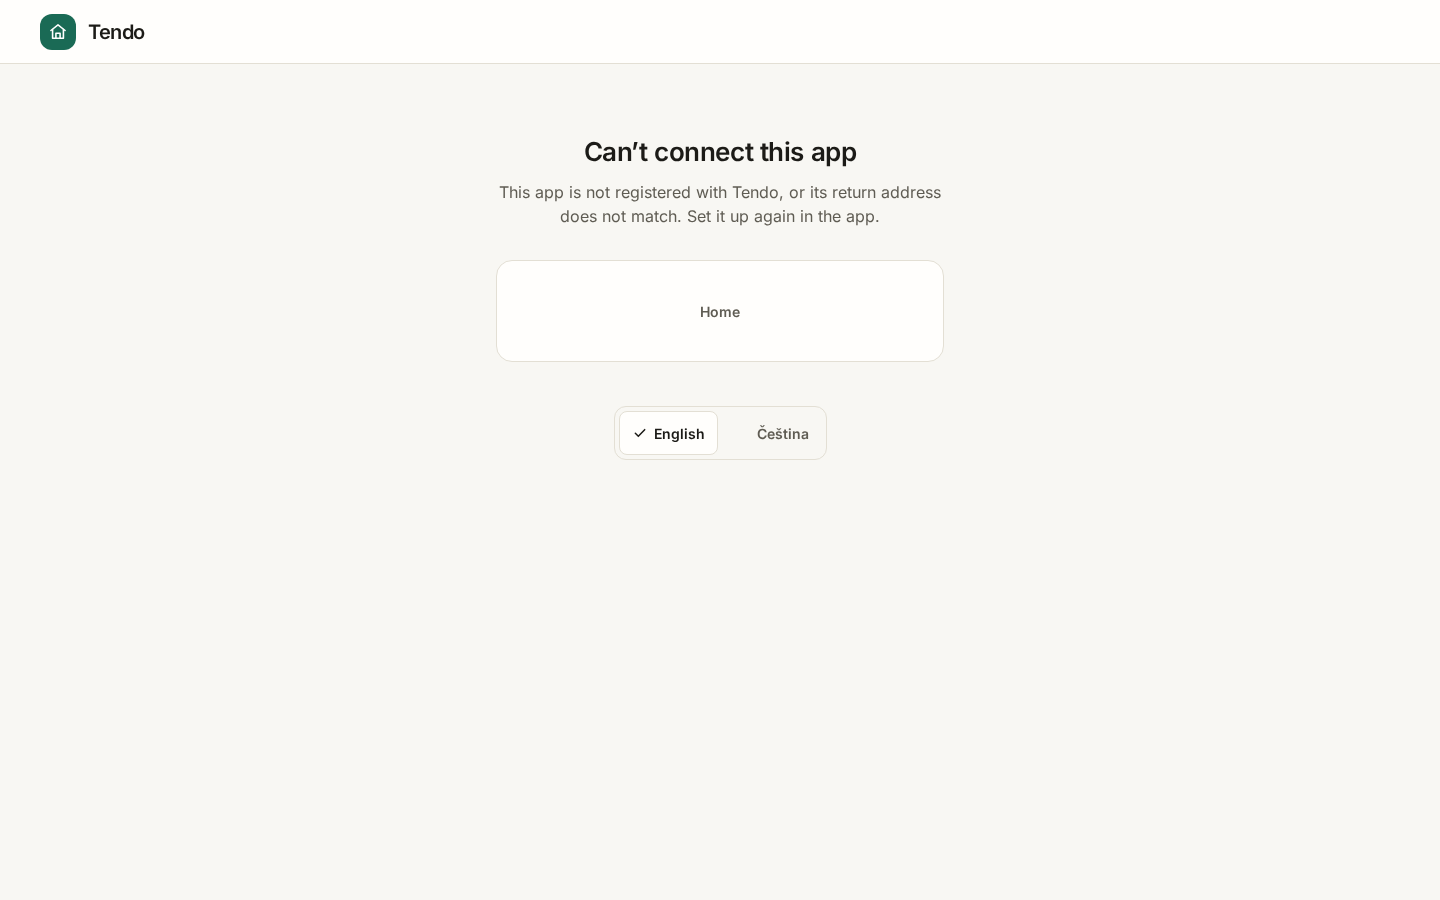 Tendo
Can’t connect this app
This app is not registered with Tendo, or its return address
does not match. Set it up again in the app.
Home
English
Čeština